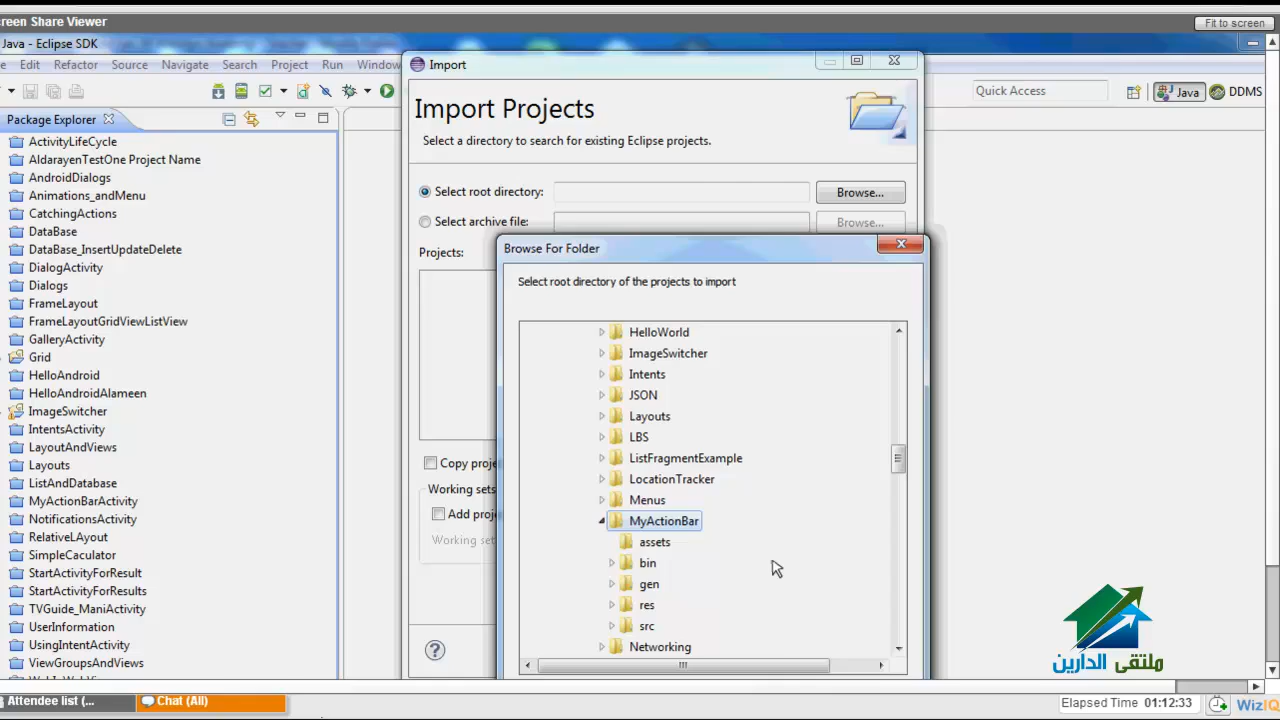 creen Share Viewer
Fit to screen
Java - Eclipse SDK
Edit Refactor Source Navigate Search Project Run Window
Quick Access
Java
DDMS
Package Explorer
ActivityLifeCycle
AldarayenTestOne Project Name
AndroidDialogs
Animations_andMenu
CatchingActions
DataBase
DataBase_InsertUpdateDelete
DialogActivity
Dialogs
FrameLayout
FrameLayoutGridViewListView
GalleryActivity
Grid
HelloAndroid
HelloAndroidAlameen
ImageSwitcher
IntentsActivity
LayoutAndViews
Layouts
ListAndDatabase
MyActionBarActivity
NotificationsActivity
RelativeLAyout
SimpleCaculator
StartActivityForResult
StartActivityForResults
TVGuide_ManiActivity
UserInformation
UsingIntentActivity
ViewGroupsAndViews
Import
Import Projects
Select a directory to search for existing Eclipse projects.
Select root directory:
Browse...
Select archive file:
Browse...
Projects:
Copy proje
Working sets
Add proje
Working set
Browse For Folder
Select root directory of the projects to import
HelloWorld
ImageSwitcher
Intents
JSON
Layouts
LBS
ListFragmentExample
LocationTracker
Menus
MyActionBar
assets
bin
gen
res
src
Networking
ملتقى الدارين
Attendee list (...
Chat (All)
Elapsed Time 01:12:33
WizIQ